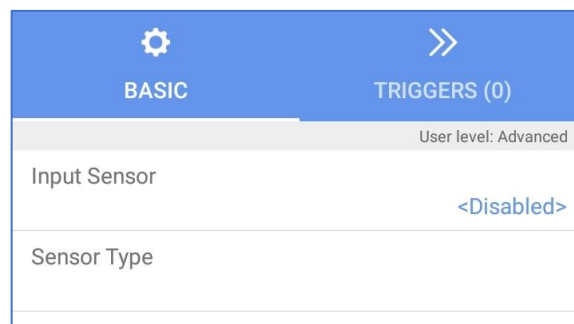 BASIC
TRIGGERS (0)
User level: Advanced
Input Sensor
<Disabled>
Sensor Type